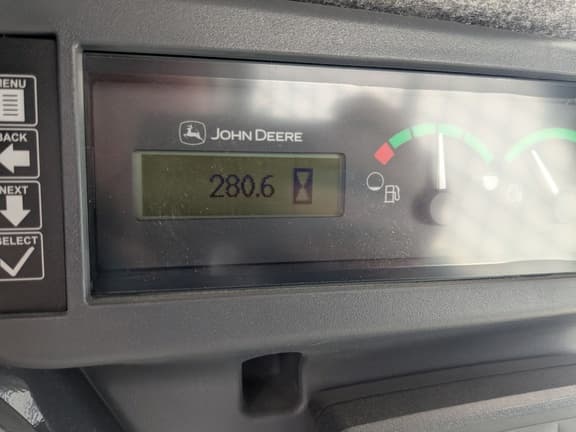 MENU
BACK
NEXT
SELECT
JOHN DEERE
280.6